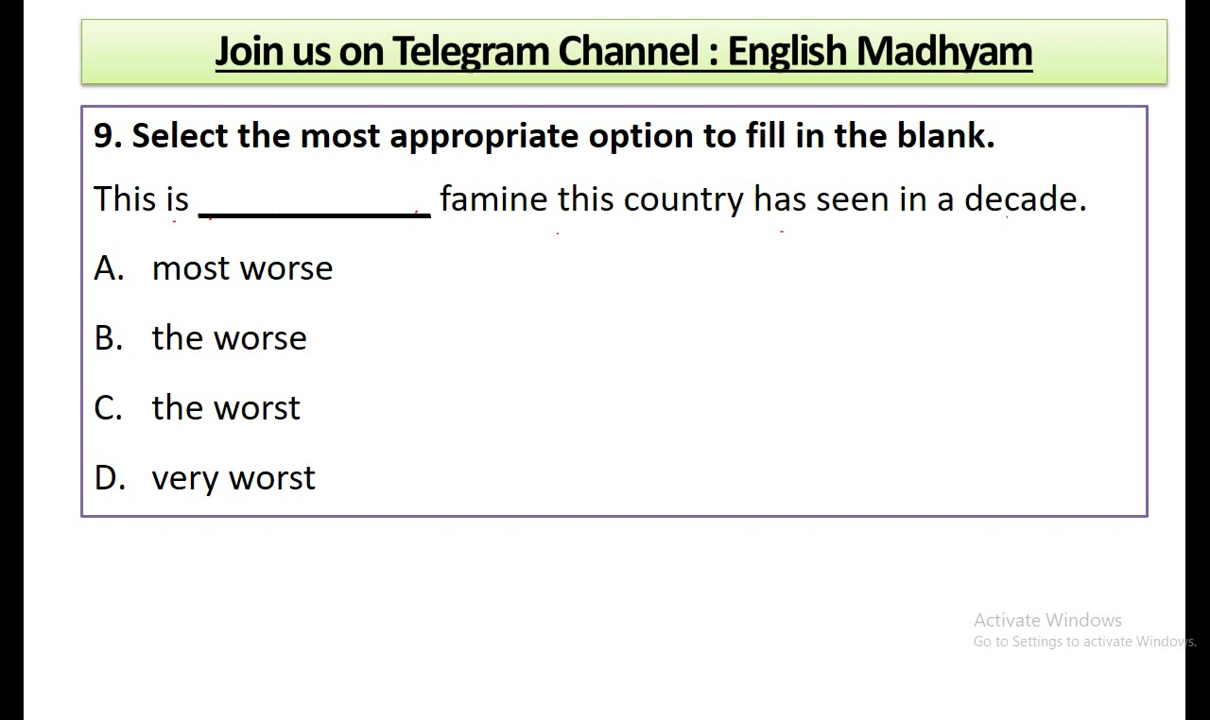 Join us on Telegram Channel : English Madhyam
9. Select the most appropriate option to fill in the blank.
This is ____________ famine this country has seen in a decade.
A. most worse
B. the worse
C. the worst
D. very worst
Activate Windows
Go to Settings to activate Windows.